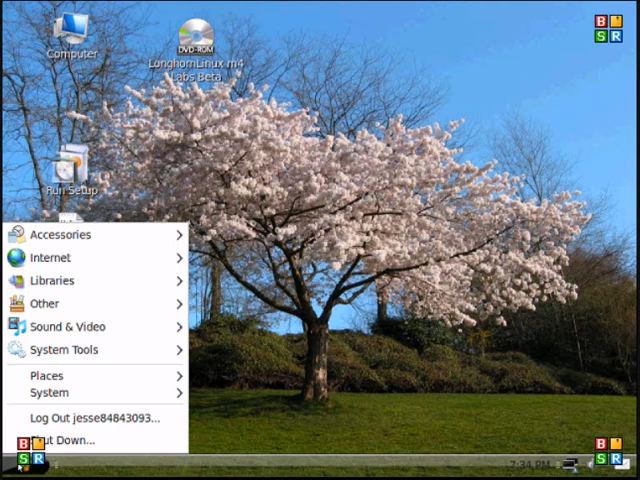 Computer
DVD-ROM
LonghornLinux m4
Labs Beta
Run Setup
Accessories
Internet
Libraries
Other
Sound & Video
System Tools
Places
System
Log Out jesse84843093...
ut Down...
7:34 PM
B
S R
B
S R
B
S R